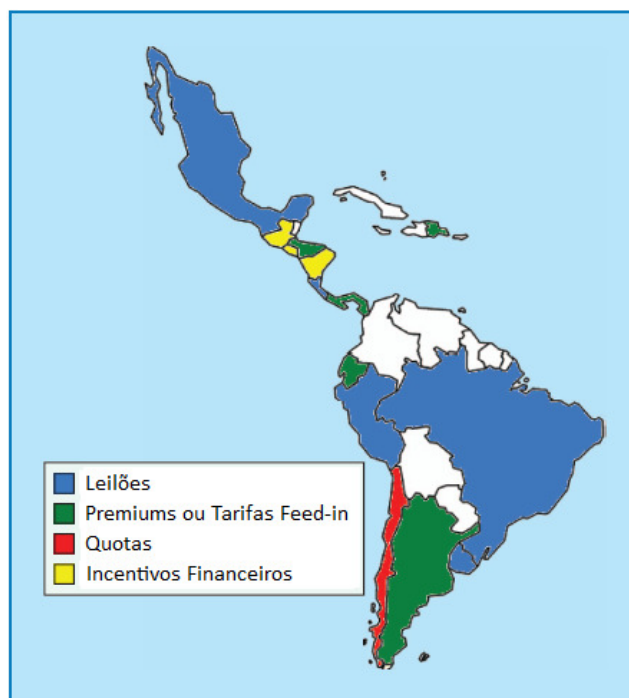 Leilões
Premiums ou Tarifas Feed-in
Quotas
Incentivos Financeiros